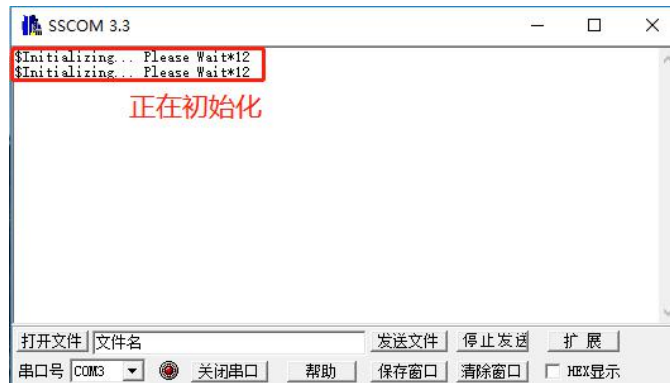 SSCOM 3.3
$Initializing... Please Wait*12
$Initializing... Please Wait*12
正在初始化
打开文件 文件名 发送文件 停止发送 扩 展
串口号 COM3 关闭串口 帮助 保存窗口 清除窗口 HEX显示